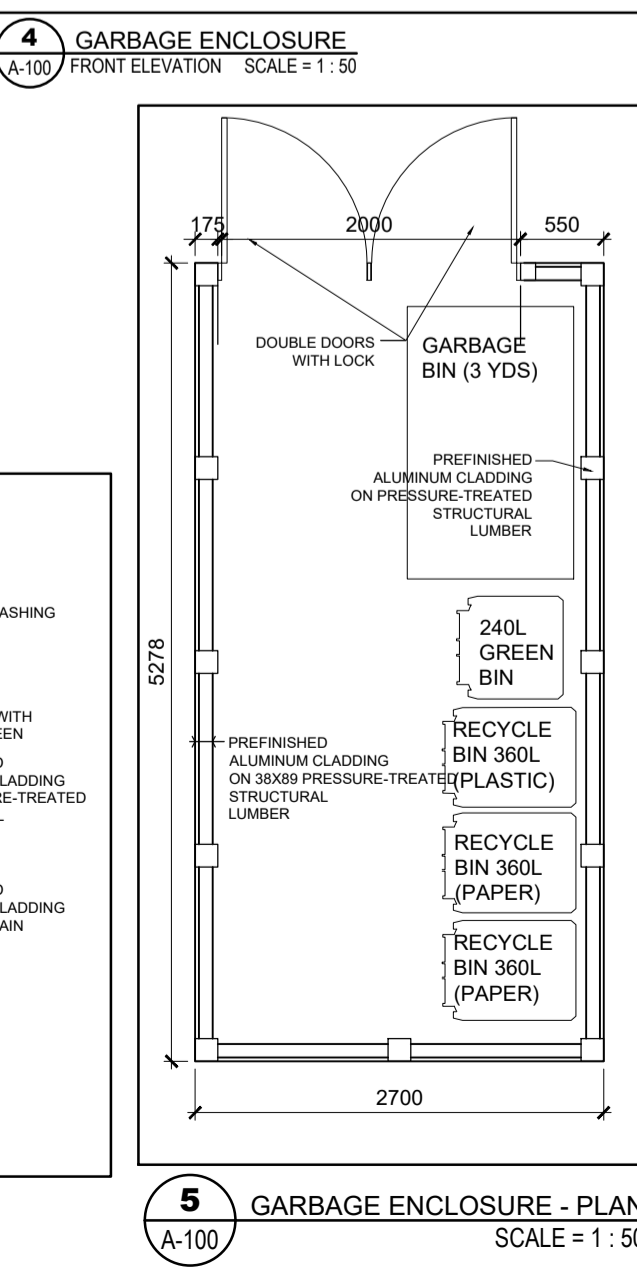 4
GARBAGE ENCLOSURE
A-100
FRONT ELEVATION SCALE = 1 : 50
175
2000
550
DOUBLE DOORS
WITH LOCK
GARBAGE
BIN (3 YDS)
PREFINISHED
ALUMINUM CLADDING
ON PRESSURE-TREATED
STRUCTURAL
LUMBER
5278
240L
GREEN
BIN
PREFINISHED
ALUMINUM CLADDING
ON 38X89 PRESSURE-TREATED
STRUCTURAL
LUMBER
RECYCLE
BIN 360L
(PLASTIC)
RECYCLE
BIN 360L
(PAPER)
RECYCLE
BIN 360L
(PAPER)
2700
ASHING
WITH
EEN
D
LADDING
RE-TREATED
L
D
LADDING
AIN
5
GARBAGE ENCLOSURE - PLAN
A-100
SCALE = 1 : 50